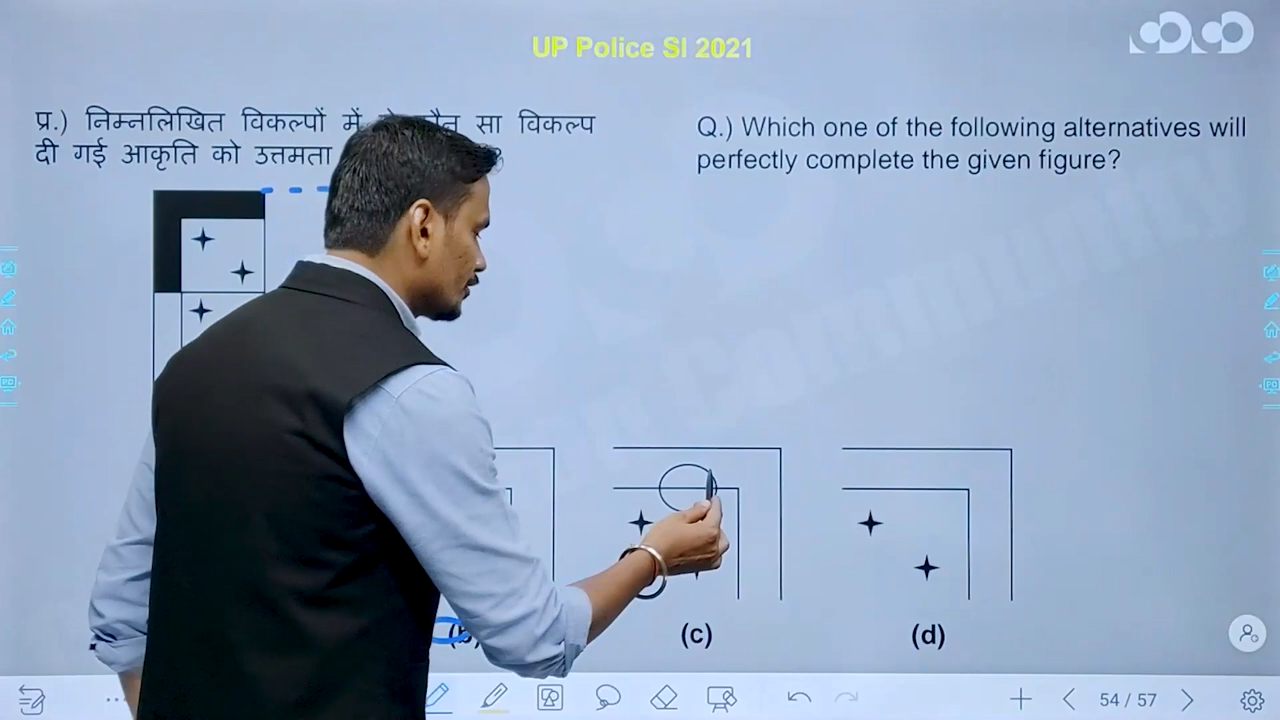 UP Police SI 2021
प्र.) निम्नलिखित विकल्पों में सा विकल्प
दी गई आकृति को उत्तमता
Q.) Which one of the following alternatives will
perfectly complete the given figure?
(b)
(c)
(d)
54 / 57